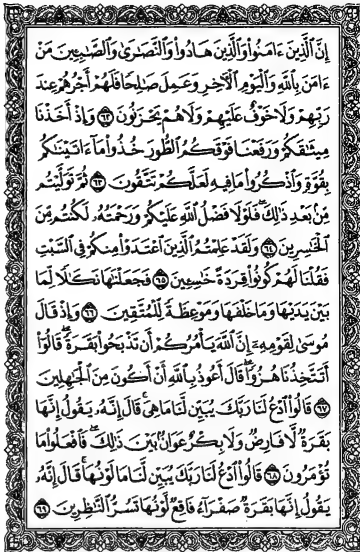 إِنَّ ٱلَّذِينَ ءَامَنُوا۟ وَٱلَّذِينَ هَادُوا۟ وَٱلنَّصَـٰرَىٰ وَٱلصَّـٰبِـِٔينَ مَنْ
ءَامَنَ بِٱللَّهِ وَٱلْيَوْمِ ٱلْـَٔاخِرِ وَعَمِلَ صَـٰلِحًا فَلَهُمْ أَجْرُهُمْ عِندَ
رَبِّهِمْ وَلَا خَوْفٌ عَلَيْهِمْ وَلَا هُمْ يَحْزَنُونَ ٦٢ وَإِذْ أَخَذْنَا
مِيثَـٰقَكُمْ وَرَفَعْنَا فَوْقَكُمُ ٱلطُّورَ خُذُوا۟ مَآ ءَاتَيْنَـٰكُم
بِقُوَّةٍ وَٱذْكُرُوا۟ مَا فِيهِ لَعَلَّكُمْ تَتَّقُونَ ٦٣ ثُمَّ تَوَلَّيْتُم
مِّنۢ بَعْدِ ذَٰلِكَ ۖ فَلَوْلَا فَضْلُ ٱللَّهِ عَلَيْكُمْ وَرَحْمَتُهُۥ لَكُنتُم مِّنَ
ٱلْخَـٰسِرِينَ ٦٤ وَلَقَدْ عَلِمْتُمُ ٱلَّذِينَ ٱعْتَدَوْا۟ مِنكُمْ فِى ٱلسَّبْتِ
فَقُلْنَا لَهُمْ كُونُوا۟ قِرَدَةً خَـٰسِـِٔينَ ٦٥ فَجَعَلْنَـٰهَا نَكَـٰلًا لِّمَا
بَيْنَ يَدَيْهَا وَمَا خَلْفَهَا وَمَوْعِظَةً لِّلْمُتَّقِينَ ٦٦ وَإِذْ قَالَ
مُوسَىٰ لِقَوْمِهِۦٓ إِنَّ ٱللَّهَ يَأْمُرُكُمْ أَن تَذْبَحُوا۟ بَقَرَةً ۖ قَالُوٓا۟
أَتَتَّخِذُنَا هُزُوًا ۖ قَالَ أَعُوذُ بِٱللَّهِ أَنْ أَكُونَ مِنَ ٱلْجَـٰهِلِينَ
٦٧ قَالُوا۟ ٱدْعُ لَنَا رَبَّكَ يُبَيِّن لَّنَا مَا هِىَ ۚ قَالَ إِنَّهُۥ يَقُولُ إِنَّهَا
بَقَرَةٌ لَّا فَارِضٌ وَلَا بِكْرٌ عَوَانٌۢ بَيْنَ ذَٰلِكَ ۖ فَٱفْعَلُوا۟ مَا
تُؤْمَرُونَ ٦٨ قَالُوا۟ ٱدْعُ لَنَا رَبَّكَ يُبَيِّن لَّنَا مَا لَوْنُهَا ۚ قَالَ إِنَّهُۥ
يَقُولُ إِنَّهَا بَقَرَةٌ صَفْرَآءُ فَاقِعٌ لَّوْنُهَا تَسُرُّ ٱلنَّـٰظِرِينَ ٦٩